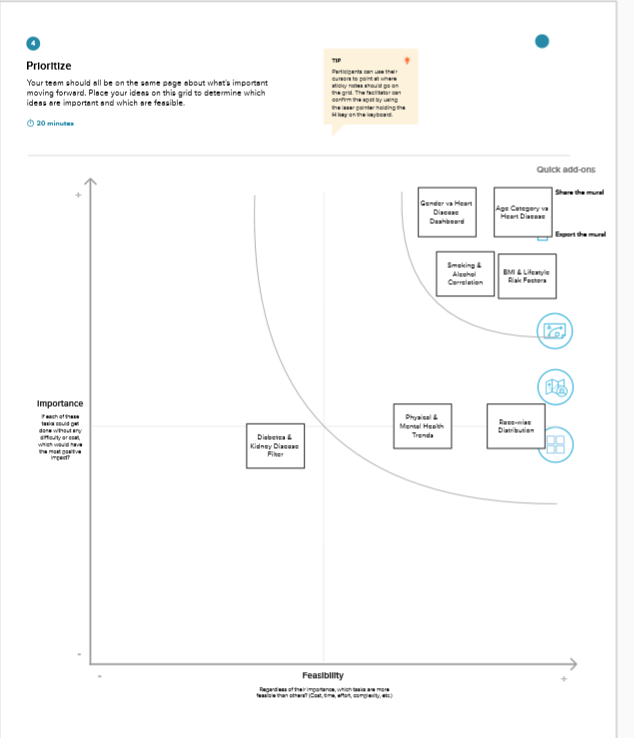 4
Prioritize
Your team should all be on the same page about what's important
moving forward. Place your ideas on this grid to determine which
ideas are important and which are feasible.
20 minutes
TIP
Participants can use their
cursors to point at where
sticky notes should go on
the grid. The facilitator can
confirm the spot by using
the laser pointer holding the
H key on the keyboard.
Quick add-ons
Share the mural
Export the mural
+
Gender vs Heart
Disease
Dashboard
Age Category vs
Heart Disease
Smoking &
Alcohol
Correlation
BMI & Lifestyle
Risk Factors
Importance
If each of these
tasks could get
done without any
difficulty or cost,
which would have
the most positive
impact?
Diabetes &
Kidney Disease
Filter
Physical &
Mental Health
Trends
Race-wise
Distribution
-
-
Feasibility
+
Regardless of their importance, which tasks are more
feasible than others? (Cost, time, effort, complexity, etc.)